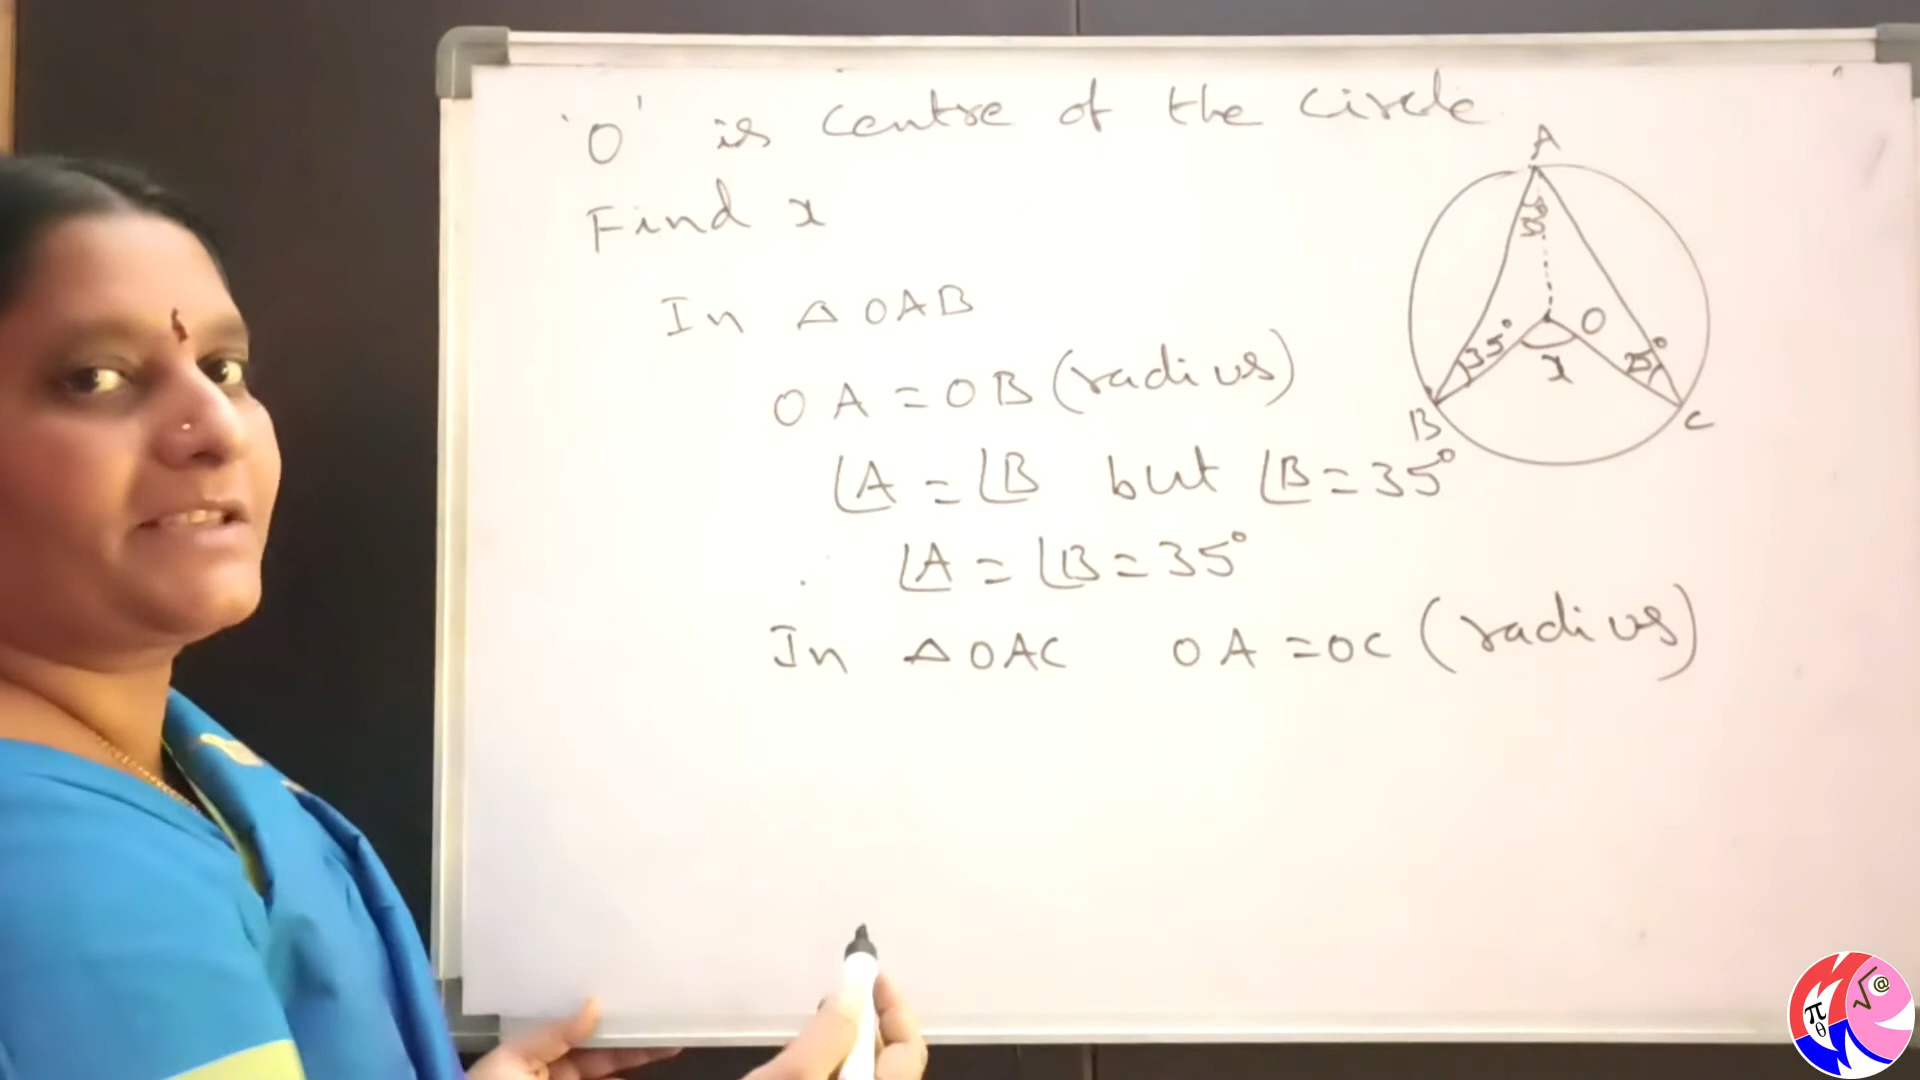 'O' is centre of the circle
Find x
In △ OAB
OA = OB (radius)
∠A = ∠B but ∠B = 35°
∠A = ∠B = 35°
In △ OAC OA = OC (radius)
A
35°
O
x
B
C
π
θ
√
@